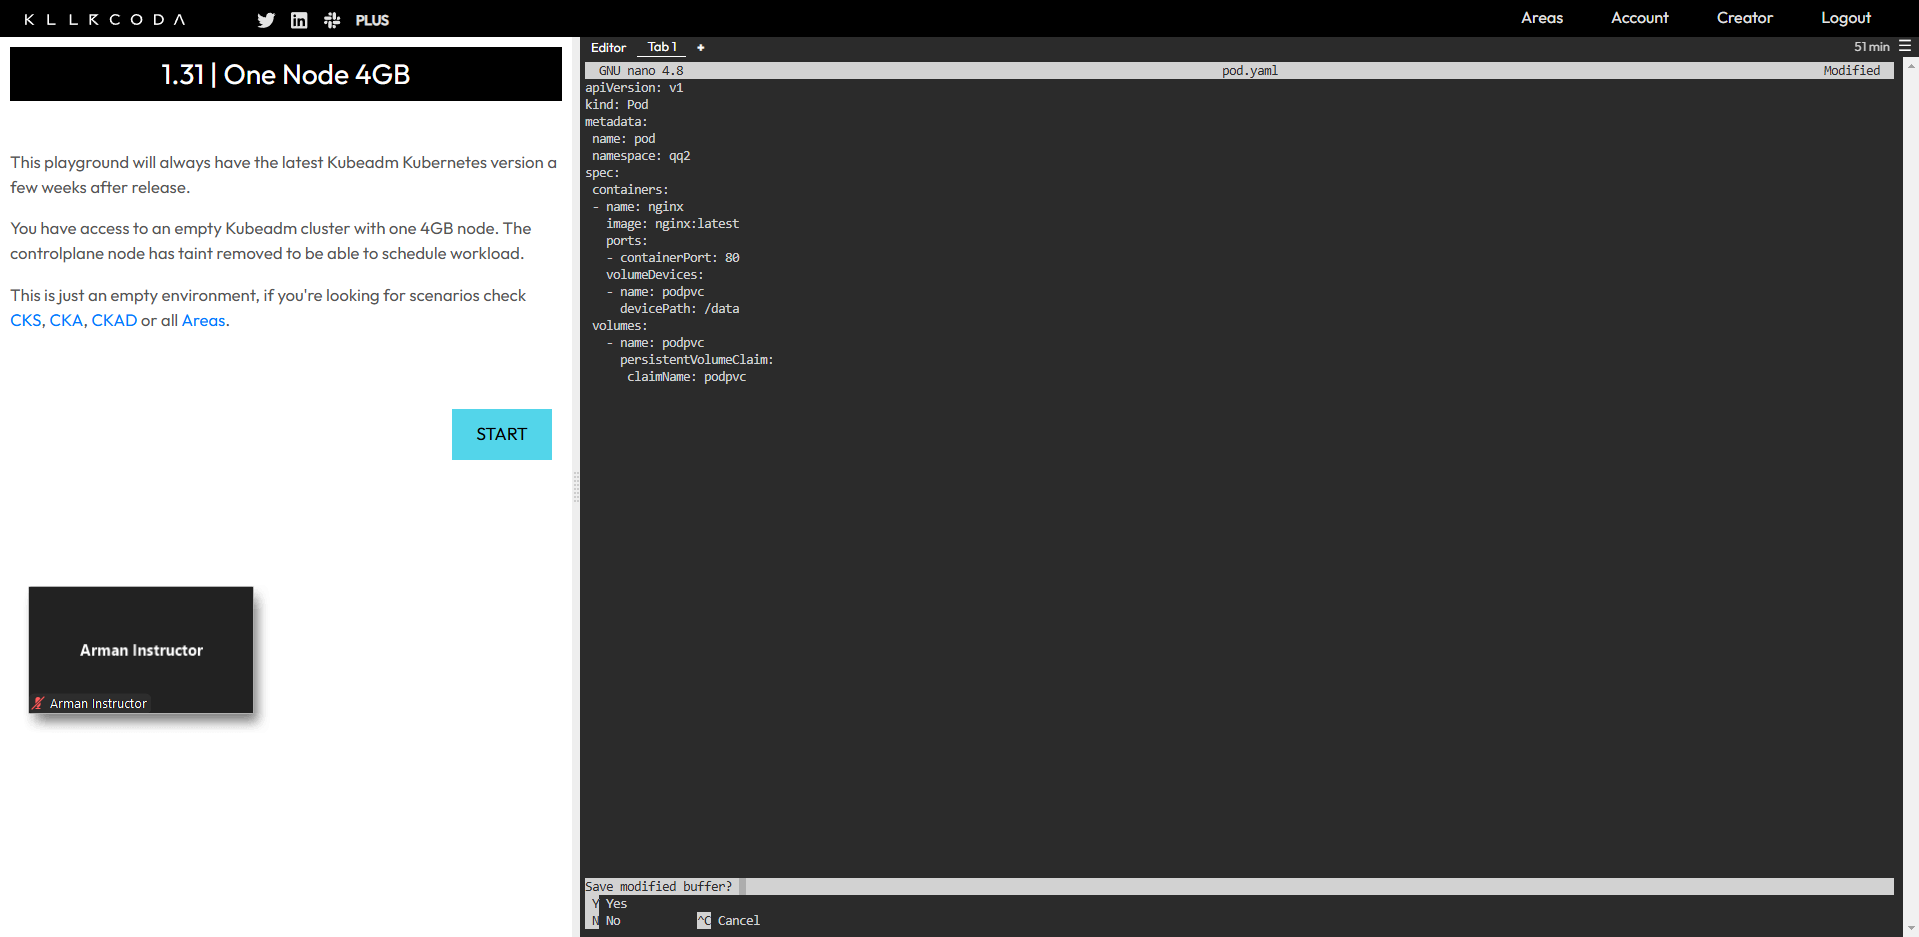 KLLRCODA PLUS Areas Account Creator Logout
1.31 | One Node 4GB
This playground will always have the latest Kubeadm Kubernetes version a
few weeks after release.
You have access to an empty Kubeadm cluster with one 4GB node. The
controlplane node has taint removed to be able to schedule workload.
This is just an empty environment, if you're looking for scenarios check
CKS, CKA, CKAD or all Areas.
START
Arman Instructor
Arman Instructor
Editor Tab 1 + 51 min
GNU nano 4.8 pod.yaml Modified
apiVersion: v1
kind: Pod
metadata:
 name: pod
 namespace: qq2
spec:
 containers:
 - name: nginx
   image: nginx:latest
   ports:
   - containerPort: 80
   volumeDevices:
   - name: podpvc
     devicePath: /data
 volumes:
   - name: podpvc
     persistentVolumeClaim:
      claimName: podpvc
Save modified buffer?
Y Yes
N No ^C Cancel